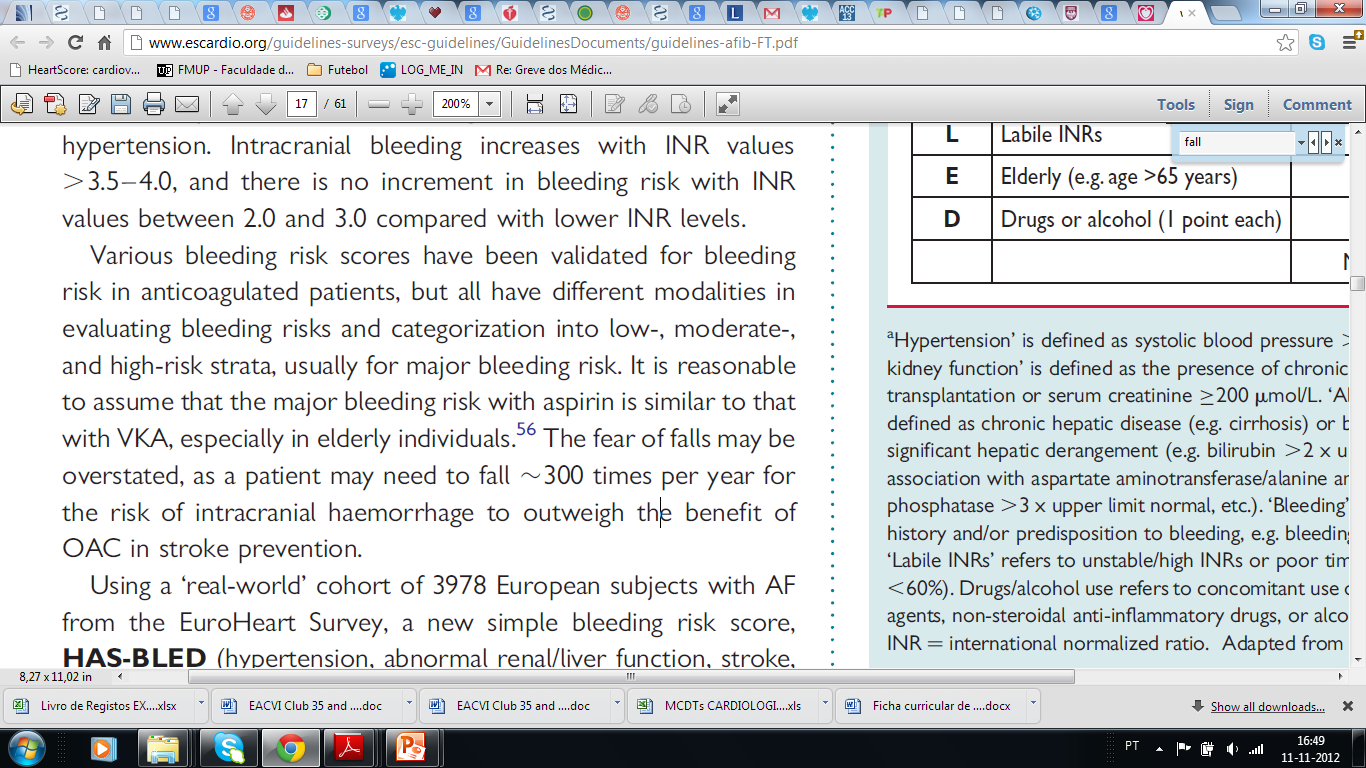 ACC
13
TP
www.escardio.org/guidelines-surveys/esc-guidelines/GuidelinesDocuments/guidelines-afib-FT.pdf
HeartScore: cardiov... FMUP - Faculdade d... Futebol LOG_ME_IN Re: Greve dos Médic...
17 / 61 200% Tools Sign Comment
fall
hypertension. Intracranial bleeding increases with INR values
>3.5–4.0, and there is no increment in bleeding risk with INR
values between 2.0 and 3.0 compared with lower INR levels.
Various bleeding risk scores have been validated for bleeding
risk in anticoagulated patients, but all have different modalities in
evaluating bleeding risks and categorization into low-, moderate-,
and high-risk strata, usually for major bleeding risk. It is reasonable
to assume that the major bleeding risk with aspirin is similar to that
with VKA, especially in elderly individuals.56 The fear of falls may be
overstated, as a patient may need to fall ~300 times per year for
the risk of intracranial haemorrhage to outweigh the benefit of
OAC in stroke prevention.
Using a ‘real-world’ cohort of 3978 European subjects with AF
from the EuroHeart Survey, a new simple bleeding risk score,
HAS-BLED (hypertension, abnormal renal/liver function, stroke,
L Labile INRs
E Elderly (e.g. age >65 years)
D Drugs or alcohol (1 point each)
aHypertension’ is defined as systolic blood pressure >
kidney function’ is defined as the presence of chronic
transplantation or serum creatinine ≥200 µmol/L. ‘A
defined as chronic hepatic disease (e.g. cirrhosis) or b
significant hepatic derangement (e.g. bilirubin >2 x u
association with aspartate aminotransferase/alanine a
phosphatase >3 x upper limit normal, etc.). ‘Bleeding’
history and/or predisposition to bleeding, e.g. bleeding
‘Labile INRs’ refers to unstable/high INRs or poor tim
<60%). Drugs/alcohol use refers to concomitant use
agents, non-steroidal anti-inflammatory drugs, or alco
INR = international normalized ratio. Adapted from
8,27 x 11,02 in
Livro de Registos EX....xlsx EACVI Club 35 and ....doc EACVI Club 35 and ....doc MCDTs CARDIOLOGI....xls Ficha curricular de ....docx Show all downloads...
PT 16:49
11-11-2012